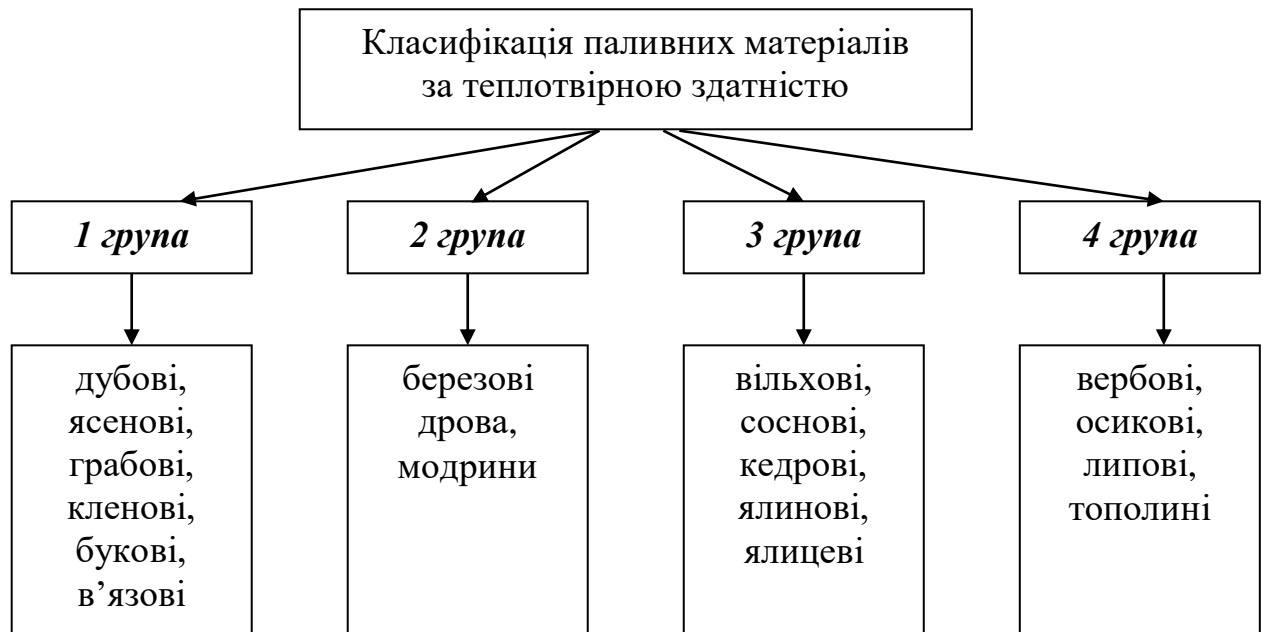 Класифікація паливних матеріалів
за теплотвірною здатністю
1 група
2 група
3 група
4 група
дубові,
ясенові,
грабові,
кленові,
букові,
в’язові
березові
дрова,
модрини
вільхові,
соснові,
кедрові,
ялинові,
ялицеві
вербові,
осикові,
липові,
тополині